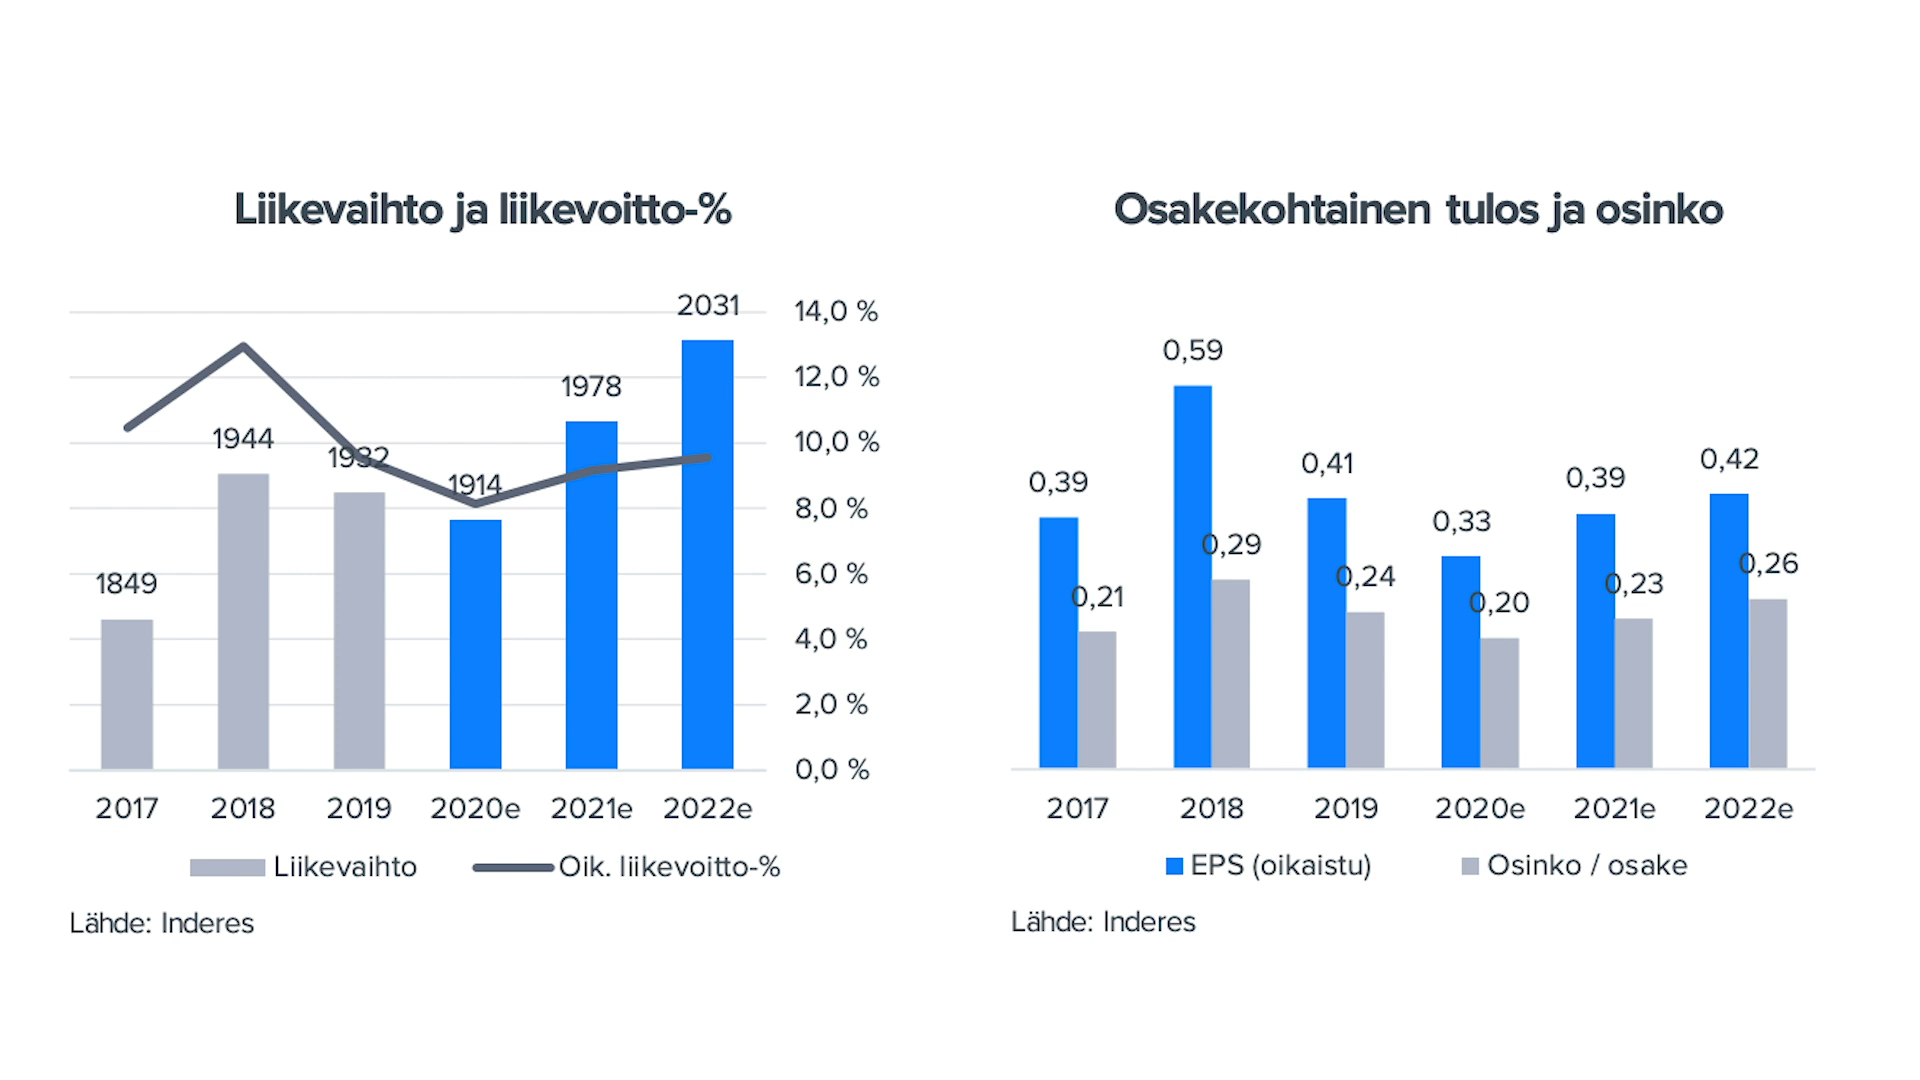 Liikevaihto ja liikevoitto-%
2031
1978
1944
1932
1914
1849
14,0 %
12,0 %
10,0 %
8,0 %
6,0 %
4,0 %
2,0 %
0,0 %
2017 2018 2019 2020e 2021e 2022e
Liikevaihto Oik. liikevoitto-%
Lähde: Inderes
Osakekohtainen tulos ja osinko
0,59
0,39 0,41 0,33 0,39 0,42
0,21 0,29 0,24 0,20 0,23 0,26
2017 2018 2019 2020e 2021e 2022e
EPS (oikaistu) Osinko / osake
Lähde: Inderes